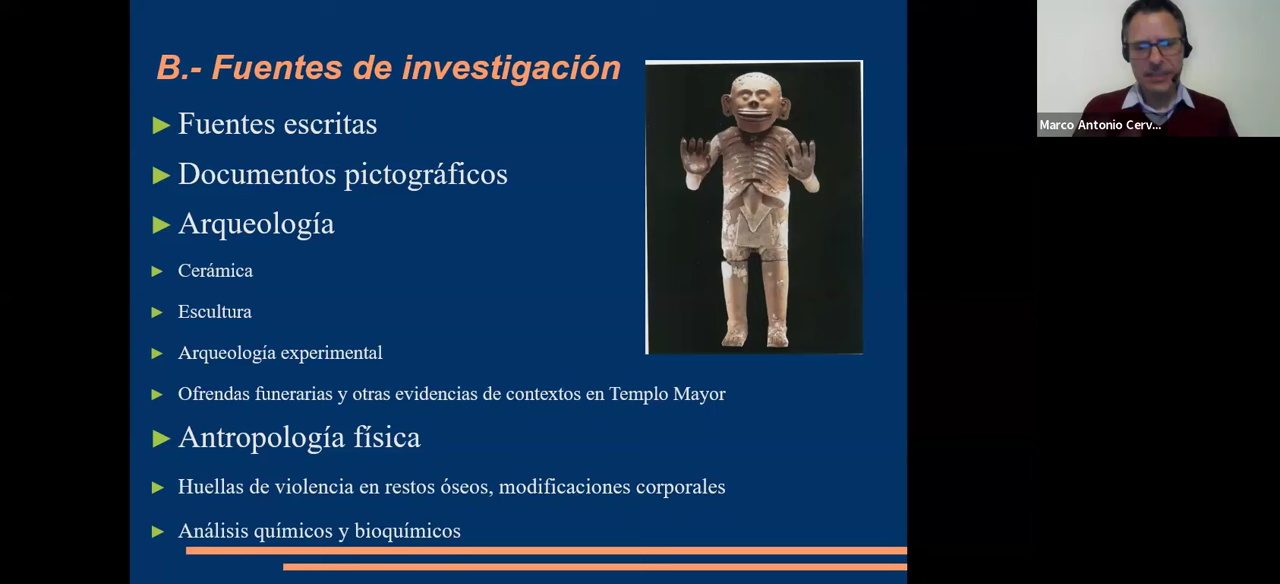 B.- Fuentes de investigación
Fuentes escritas
Documentos pictográficos
Arqueología
Cerámica
Escultura
Arqueología experimental
Ofrendas funerarias y otras evidencias de contextos en Templo Mayor
Antropología física
Huellas de violencia en restos óseos, modificaciones corporales
Análisis químicos y bioquímicos
Marco Antonio Cerv...